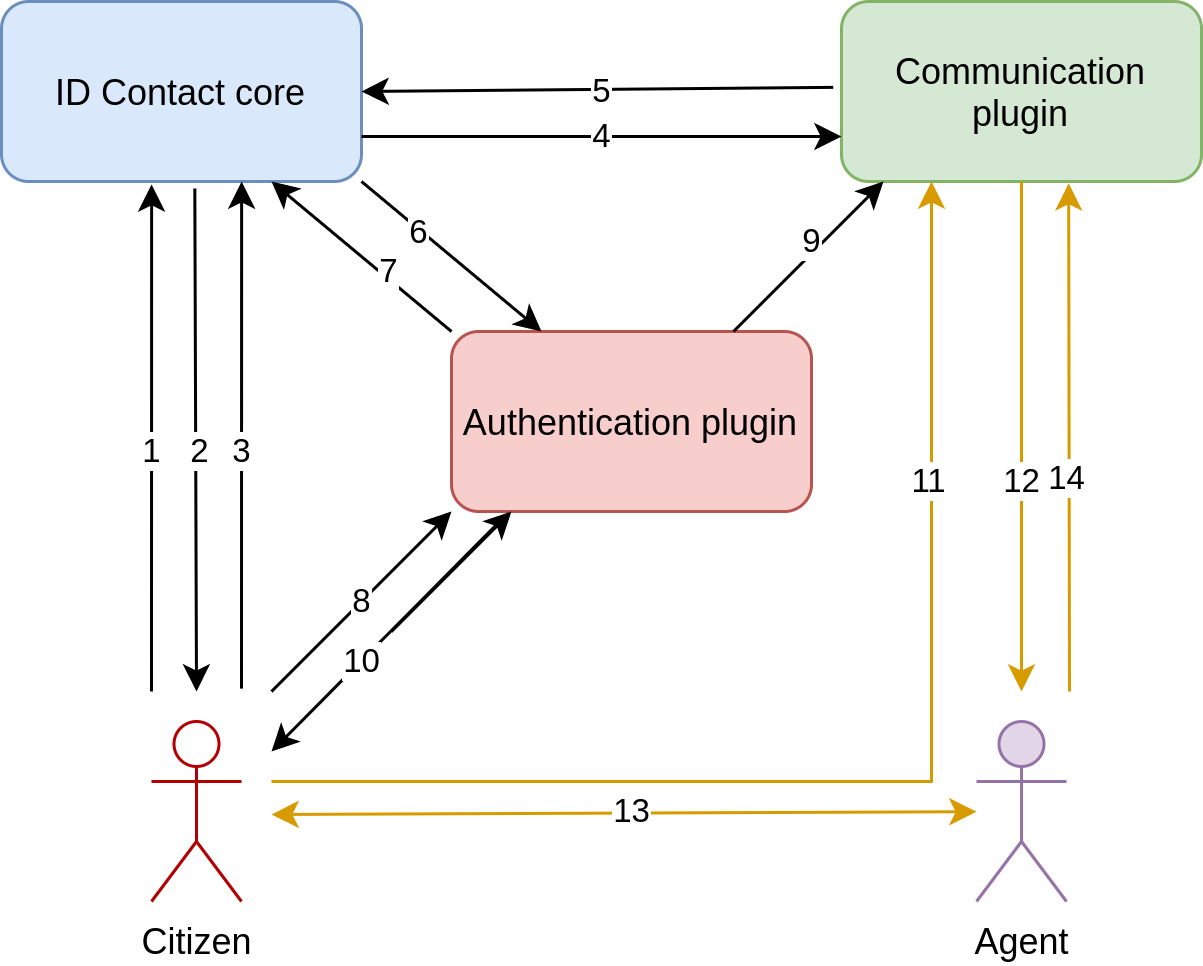 ID Contact core
Communication
plugin
5
4
6
7
9
Authentication plugin
1
2
3
11
12
14
8
10
13
Citizen
Agent